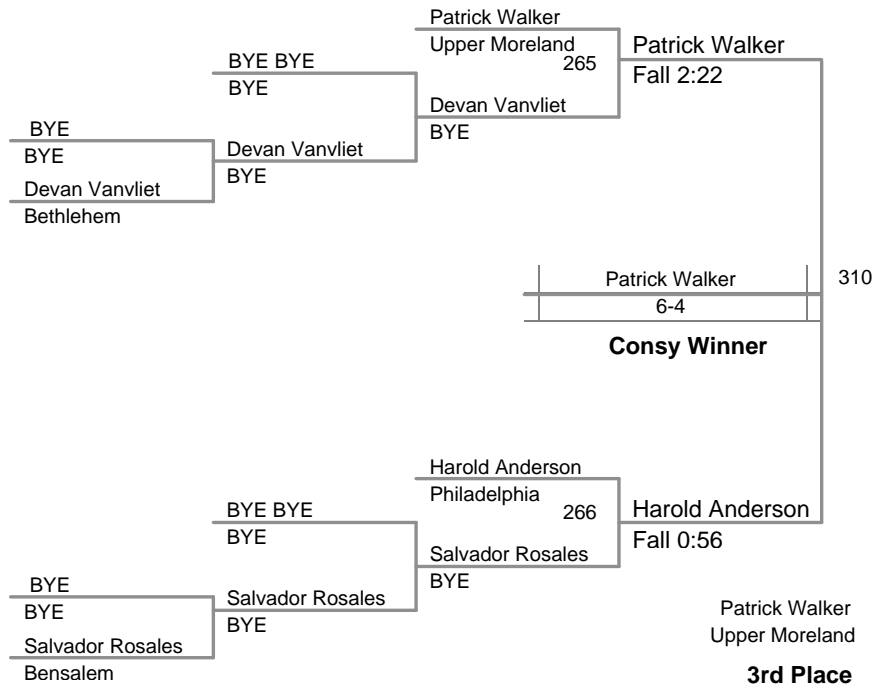 Patrick Walker
Upper Moreland
265
Patrick Walker
Fall 2:22
BYE BYE
BYE
Devan Vanvliet
BYE
BYE
BYE
Devan Vanvliet
BYE
Devan Vanvliet
Bethlehem
Patrick Walker
310
6-4
Consy Winner
Harold Anderson
Philadelphia
266
Harold Anderson
Fall 0:56
BYE BYE
BYE
Salvador Rosales
BYE
BYE
BYE
Salvador Rosales
BYE
Salvador Rosales
Bensalem
Patrick Walker
Upper Moreland
3rd Place